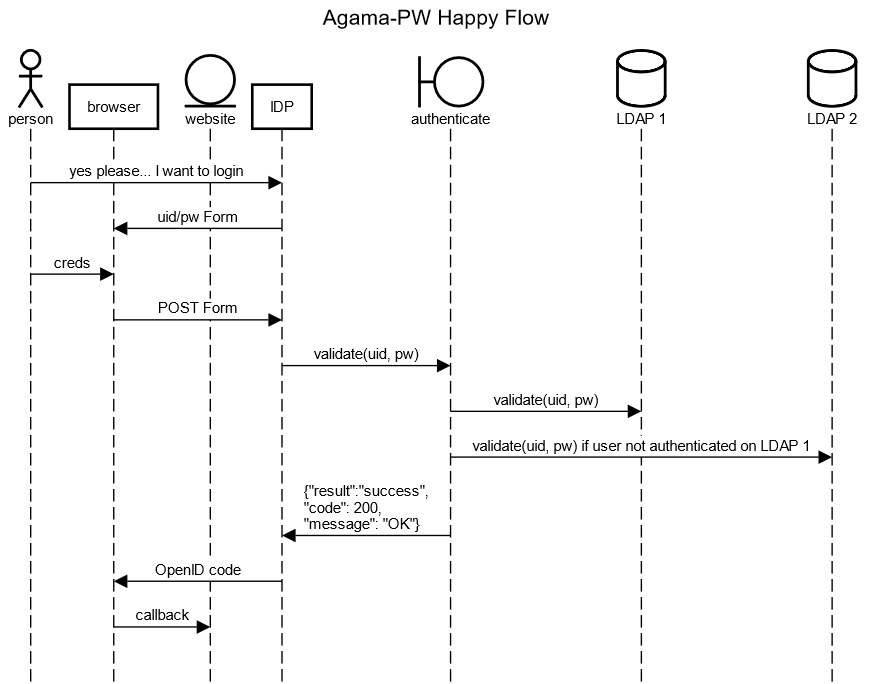 Agama-PW Happy Flow
person
browser
website
IDP
authenticate
LDAP 1
LDAP 2
yes please... I want to login
uid/pw Form
creds
POST Form
validate(uid, pw)
validate(uid, pw)
validate(uid, pw) if user not authenticated on LDAP 1
{"result":"success",
"code": 200,
"message": "OK"}
OpenID code
callback